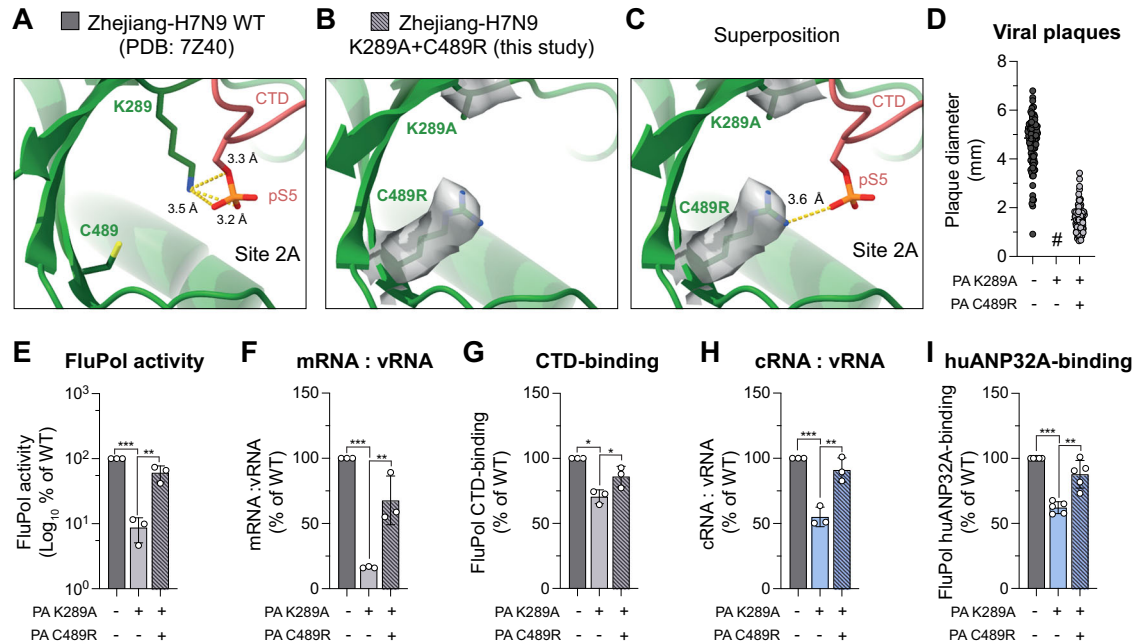 A Zhejiang-H7N9 WT
(PDB: 7Z40)
B Zhejiang-H7N9
K289A+C489R (this study)
C
Superposition
D Viral plaques
K289
CTD
3.3 Å
3.5 Å
3.2 Å
pS5
C489
Site 2A
K289A
C489R
CTD
K289A
C489R
3.6 Å
pS5
Site 2A
Plaque diameter
(mm)
8
6
4
2
0
#
PA K289A - + +
PA C489R - - +
E FluPol activity
FluPol activity
(Log10 % of WT)
10³
10²
10¹
10⁰
*** **
PA K289A - + +
PA C489R - - +
F mRNA : vRNA
mRNA :vRNA
(% of WT)
150
100
50
0
*** **
PA K289A - + +
PA C489R - - +
G CTD-binding
FluPol CTD-binding
(% of WT)
150
100
50
0
* *
PA K289A - + +
PA C489R - - +
H cRNA : vRNA
cRNA : vRNA
(% of WT)
150
100
50
0
*** **
PA K289A - + +
PA C489R - - +
I huANP32A-binding
FluPol huANP32A-binding
(% of WT)
150
100
50
0
*** **
PA K289A - + +
PA C489R - - +